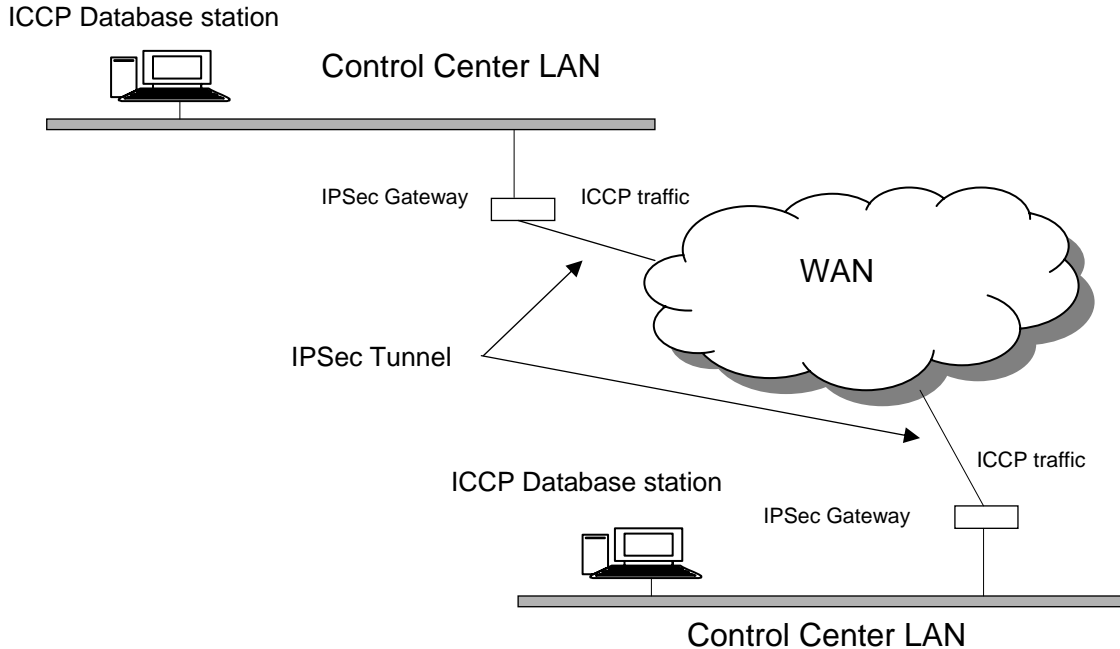 ICCP Database station
Control Center LAN
IPSec Gateway
ICCP traffic
WAN
IPSec Tunnel
ICCP traffic
ICCP Database station
IPSec Gateway
Control Center LAN